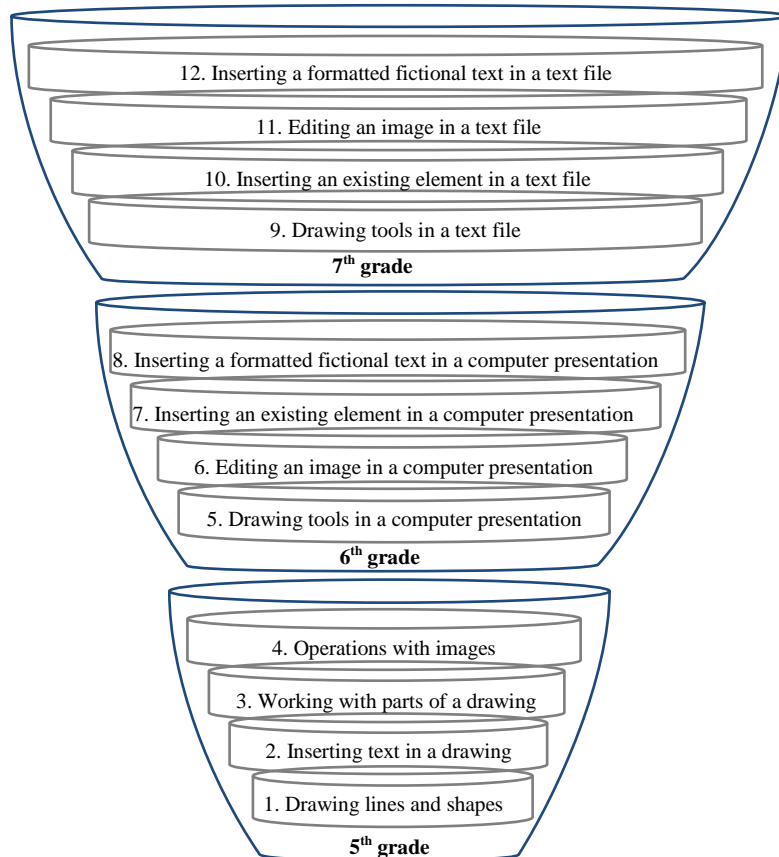 12. Inserting a formatted fictional text in a text file
11. Editing an image in a text file
10. Inserting an existing element in a text file
9. Drawing tools in a text file
7th grade
8. Inserting a formatted fictional text in a computer presentation
7. Inserting an existing element in a computer presentation
6. Editing an image in a computer presentation
5. Drawing tools in a computer presentation
6th grade
4. Operations with images
3. Working with parts of a drawing
2. Inserting text in a drawing
1. Drawing lines and shapes
5th grade